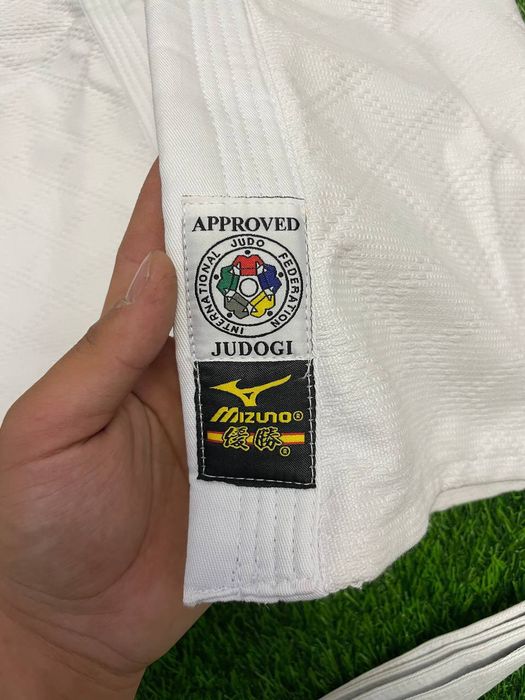 APPROVED
INTERNATIONAL JUDO FEDERATION
JUDOGI
MIZUNO®
優勝®